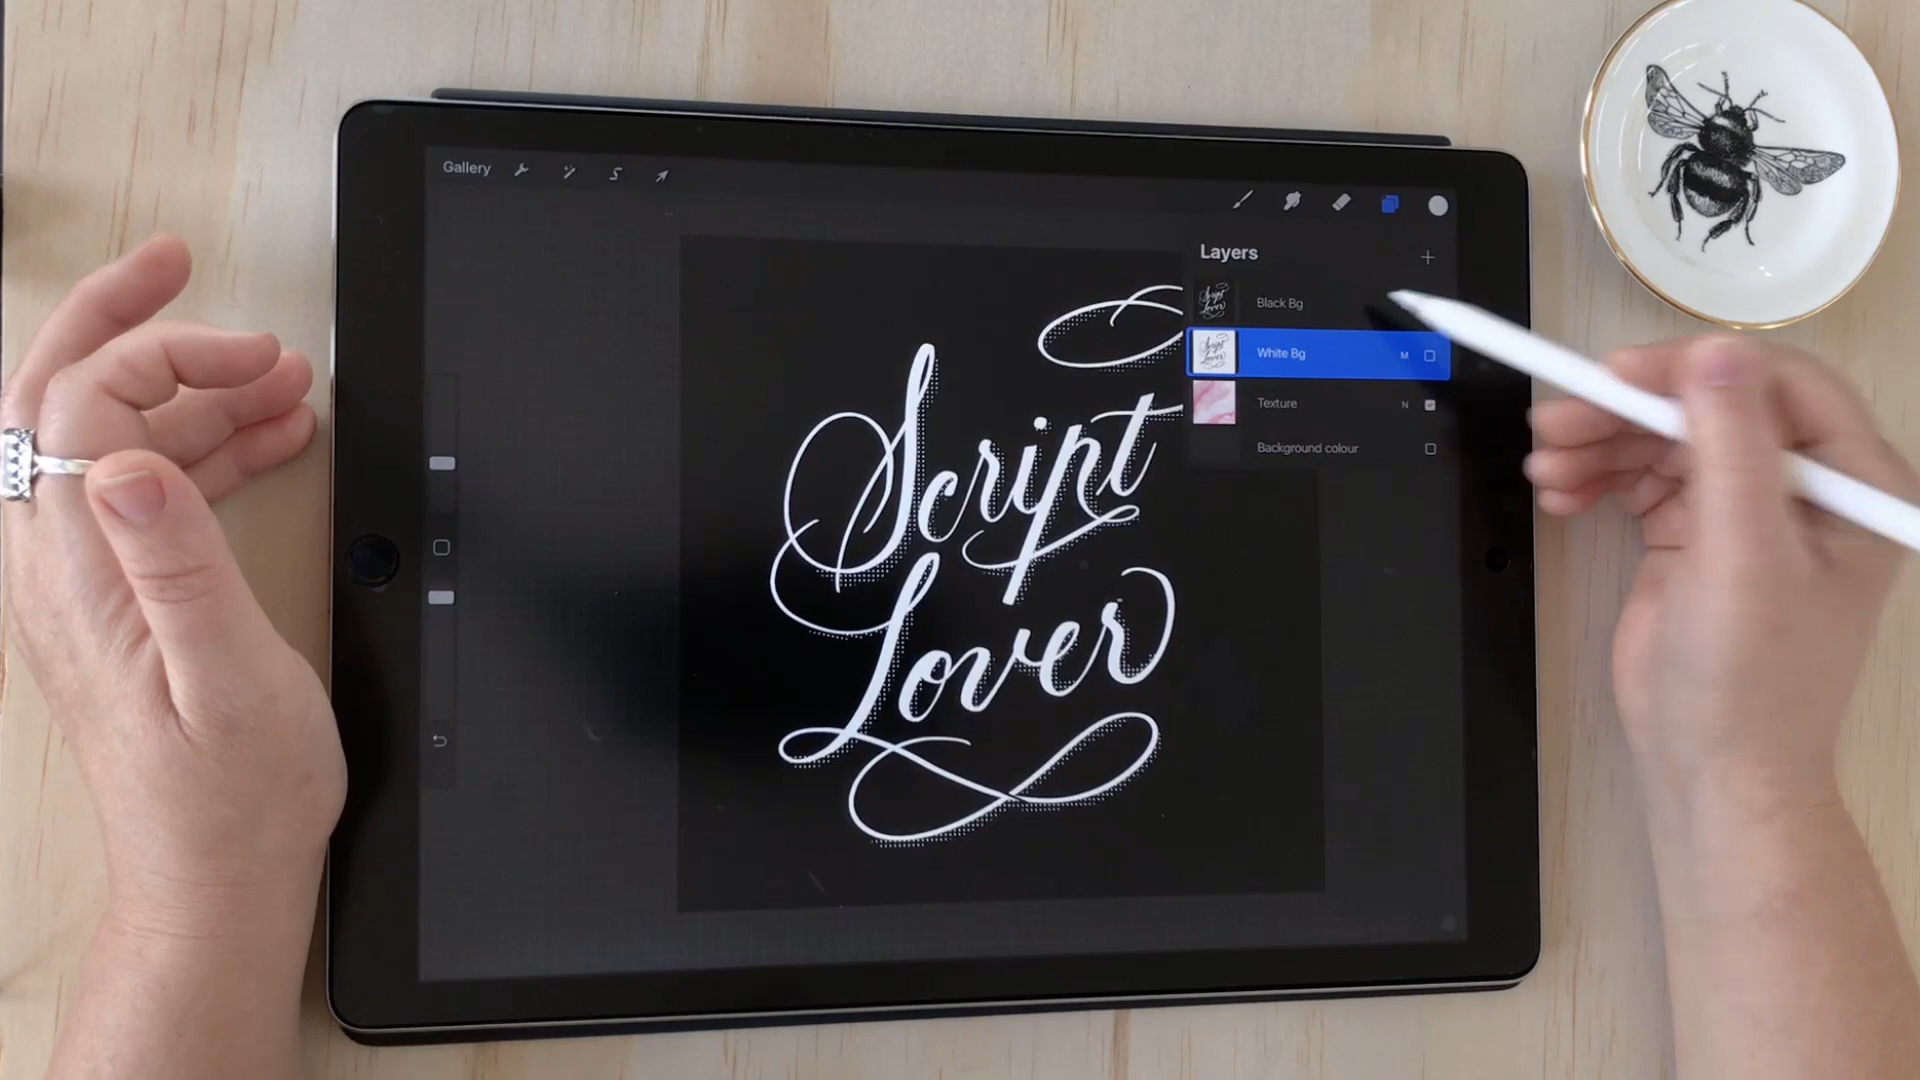 Gallery
Layers
Black Bg
White Bg M
Texture N
Background colour
Script
Lover